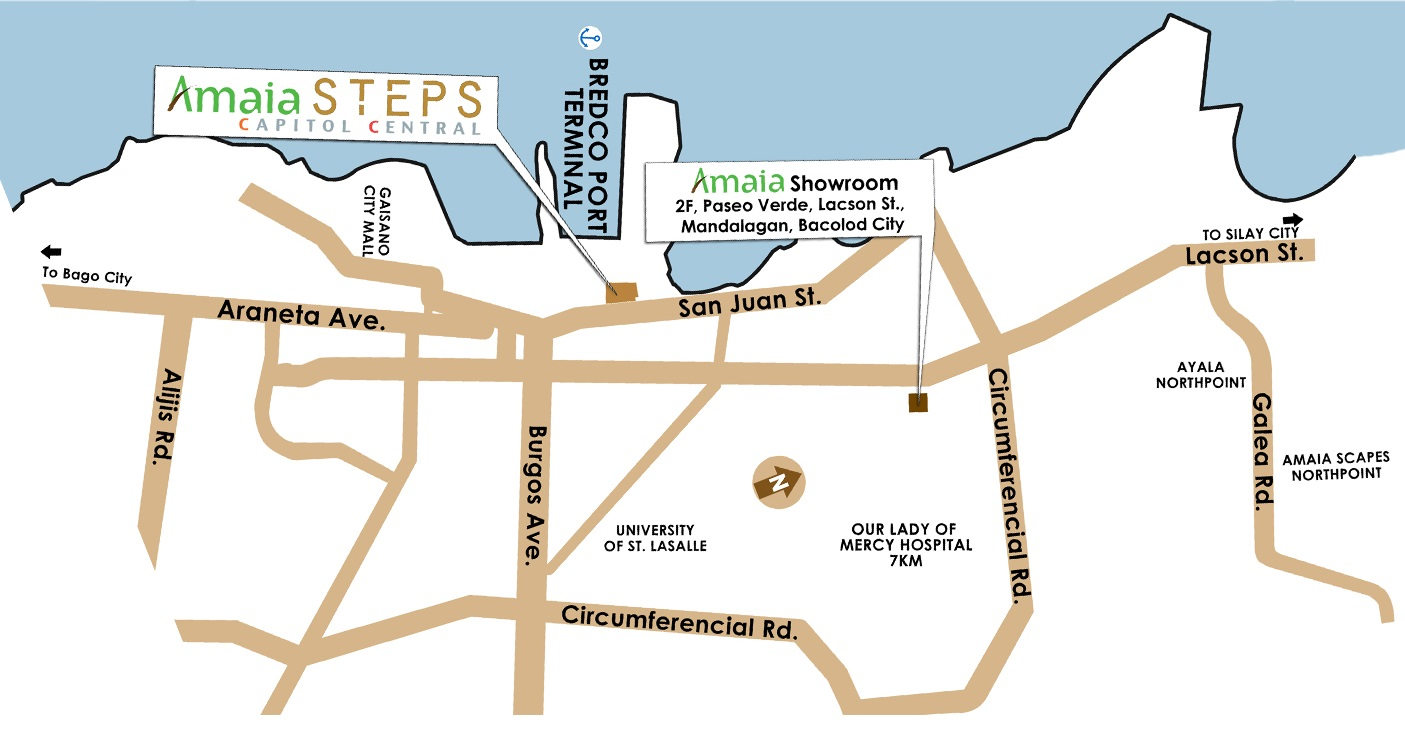 Amaia STEPS
CAPITOL CENTRAL
BREDCO PORT
TERMINAL
Amaia Showroom
2F, Paseo Verde, Lacson St.,
Mandalagan, Bacolod City
GAISANO
CITY MALL
TO SILAY CITY
Lacson St.
To Bago City
Araneta Ave.
San Juan St.
Alijis Rd.
Burgos Ave.
Circumferencial Rd.
AYALA
NORTHPOINT
Galea Rd.
AMAIA SCAPES
NORTHPOINT
N
UNIVERSITY
OF ST. LASALLE
OUR LADY OF
MERCY HOSPITAL
7KM
Circumferencial Rd.